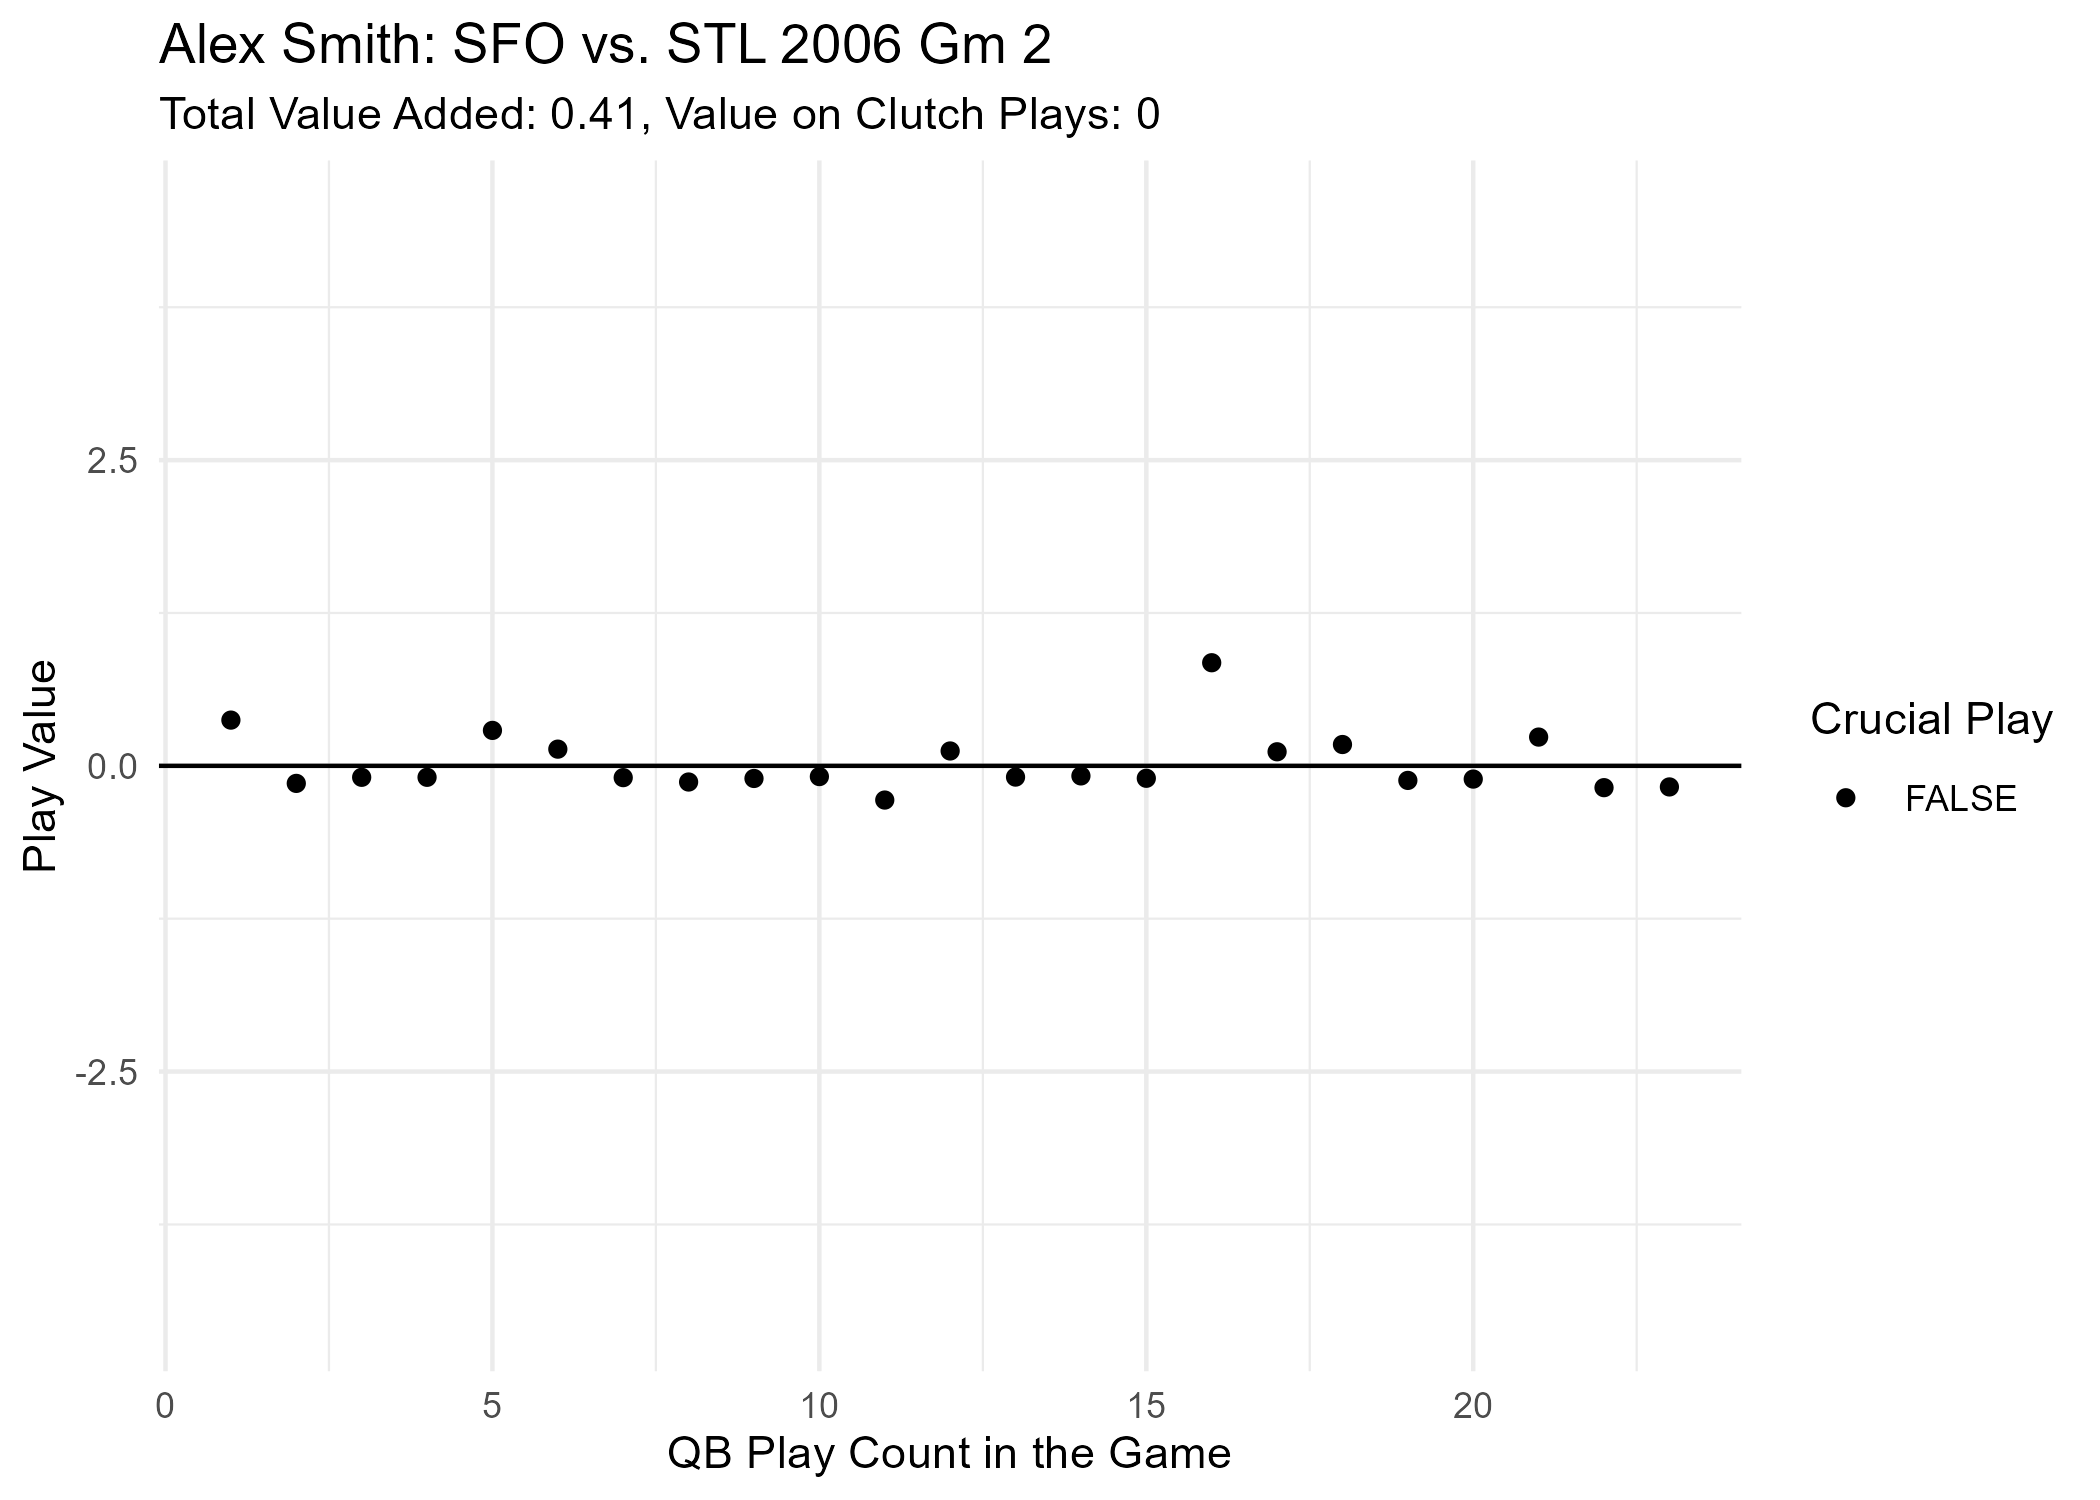 Alex Smith: SFO vs. STL 2006 Gm 2
Total Value Added: 0.41, Value on Clutch Plays: 0
2.5
0.0
-2.5
Play Value
0
5
10
15
20
QB Play Count in the Game
Crucial Play
FALSE